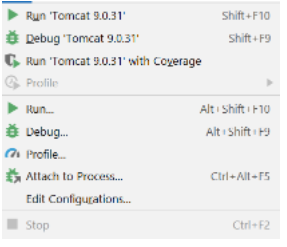 Run 'Tomcat 9.0.31' Shift+F10
Debug 'Tomcat 9.0.31' Shift+F9
Run 'Tomcat 9.0.31' with Coverage
Profile
Run... Alt+Shift+F10
Debug... Alt+Shift+F9
Profile...
Attach to Process... Ctrl+Alt+F5
Edit Configurations...
Stop Ctrl+F2